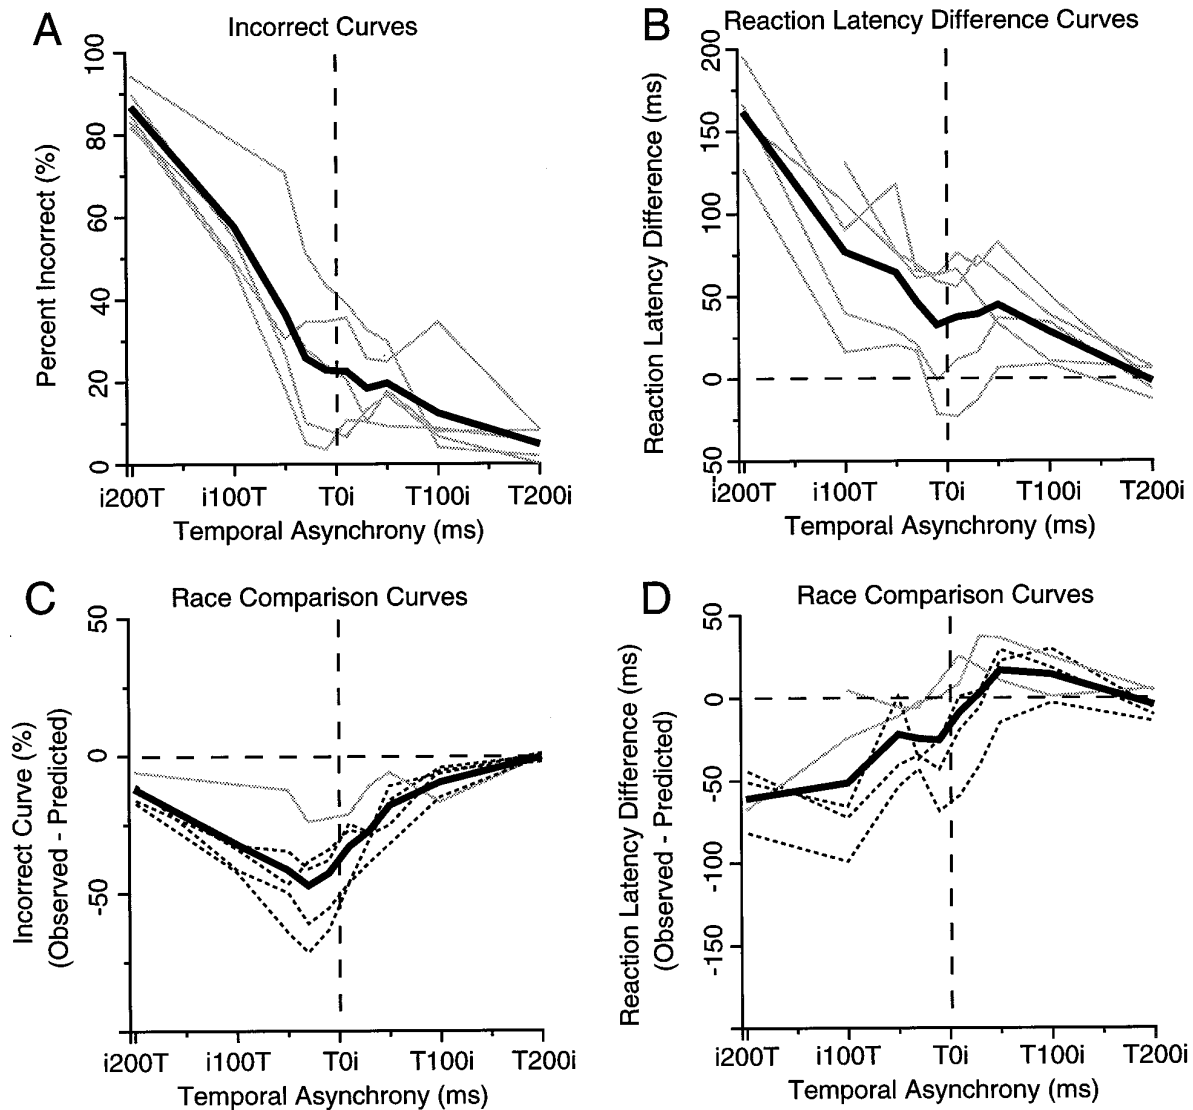 A
Incorrect Curves
Percent Incorrect (%)
100
80
60
40
20
0
i200T i100T T0i T100i T200i
Temporal Asynchrony (ms)
B
Reaction Latency Difference Curves
Reaction Latency Difference (ms)
200
150
100
50
0
-50
i200T i100T T0i T100i T200i
Temporal Asynchrony (ms)
C
Race Comparison Curves
Incorrect Curve (%)
(Observed - Predicted)
50
0
-50
i200T i100T T0i T100i T200i
Temporal Asynchrony (ms)
D
Race Comparison Curves
Reaction Latency Difference (ms)
(Observed - Predicted)
50
0
-50
-100
-150
i200T i100T T0i T100i T200i
Temporal Asynchrony (ms)